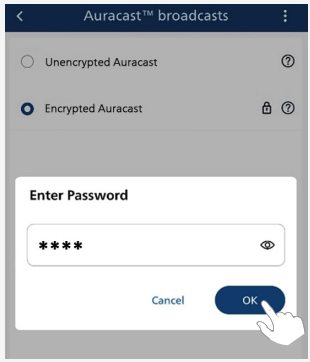 Auracast™ broadcasts
Unencrypted Auracast
Encrypted Auracast
Enter Password
****
Cancel OK